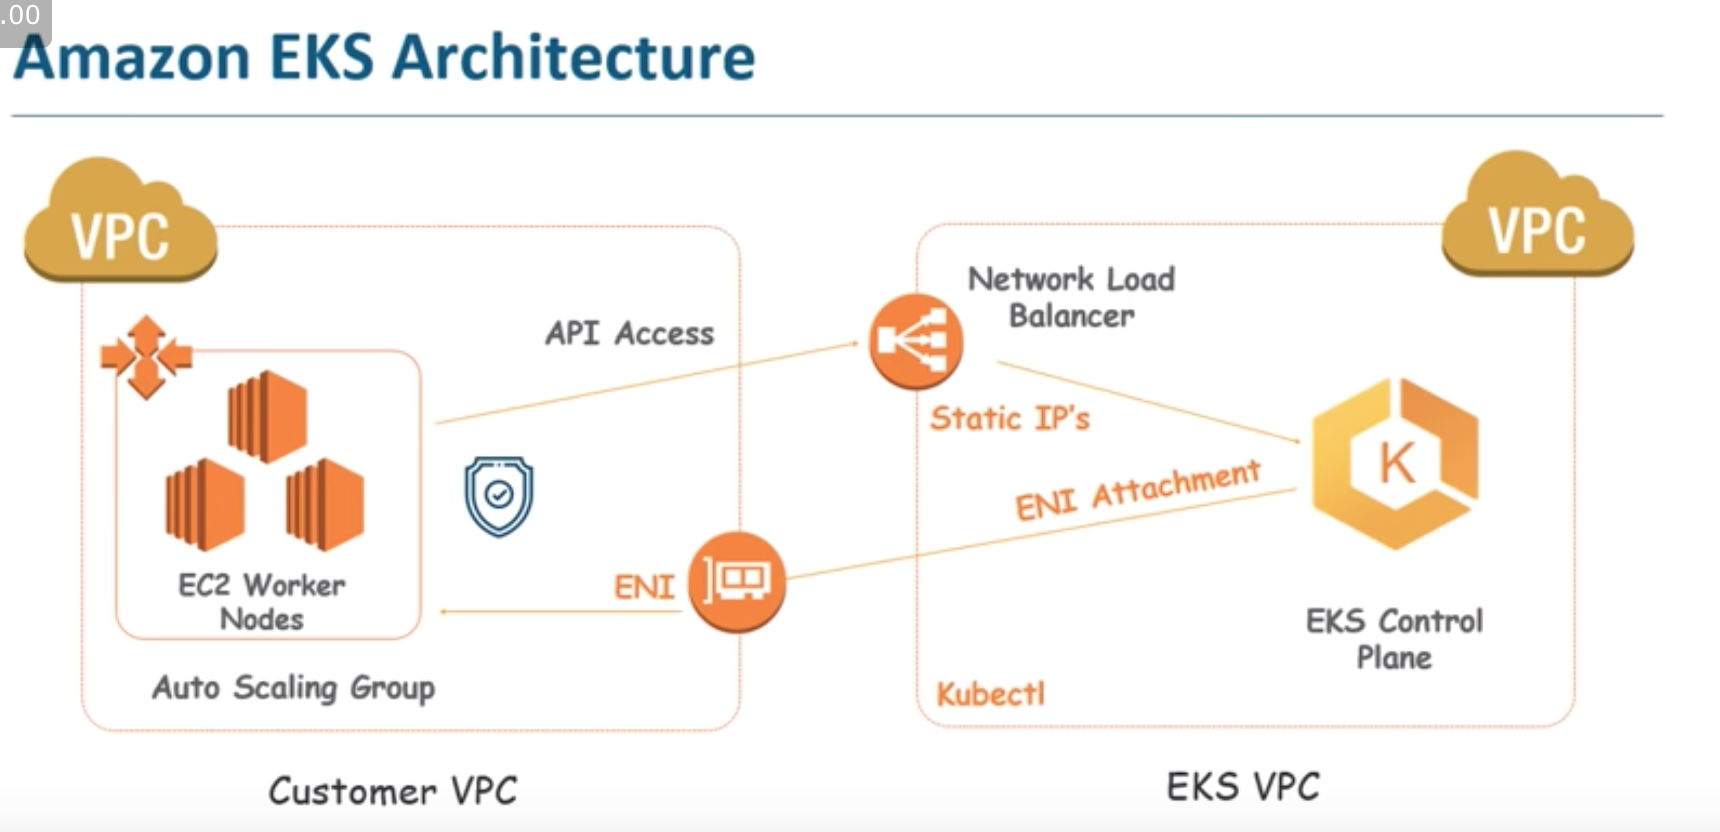 .00
Amazon EKS Architecture
VPC
VPC
Network Load
Balancer
API Access
Static IP's
K
ENI Attachment
EC2 Worker
Nodes
ENI
EKS Control
Plane
Auto Scaling Group
Kubectl
Customer VPC
EKS VPC